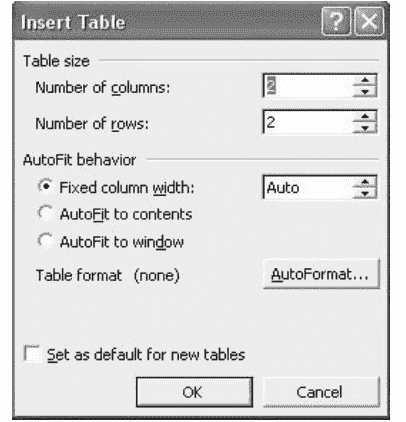 Insert Table
Table size
Number of columns: 2
Number of rows: 2
AutoFit behavior
Fixed column width: Auto
AutoFit to contents
AutoFit to window
Table format (none) AutoFormat...
Set as default for new tables
OK Cancel